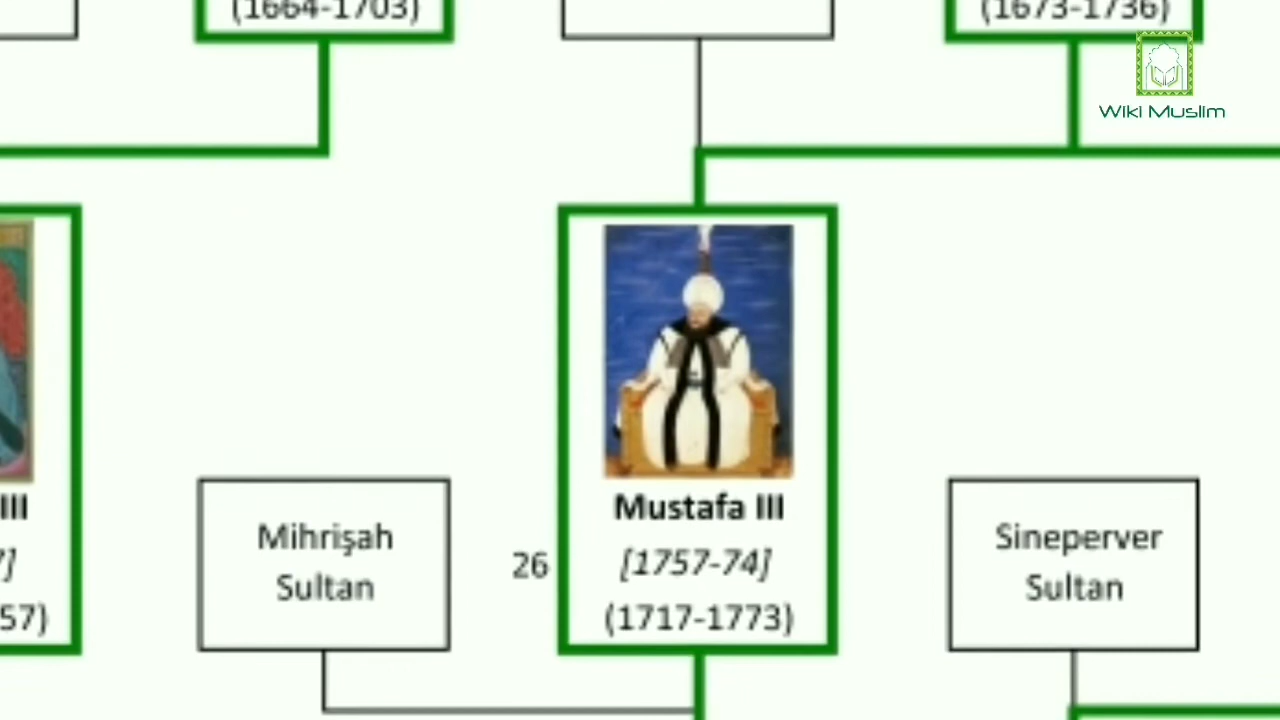 (1664-1703)
(1673-1736)
Wiki Muslim
III
7]
57)
Mihrişah
Sultan
26
Mustafa III
[1757-74]
(1717-1773)
Sineperver
Sultan